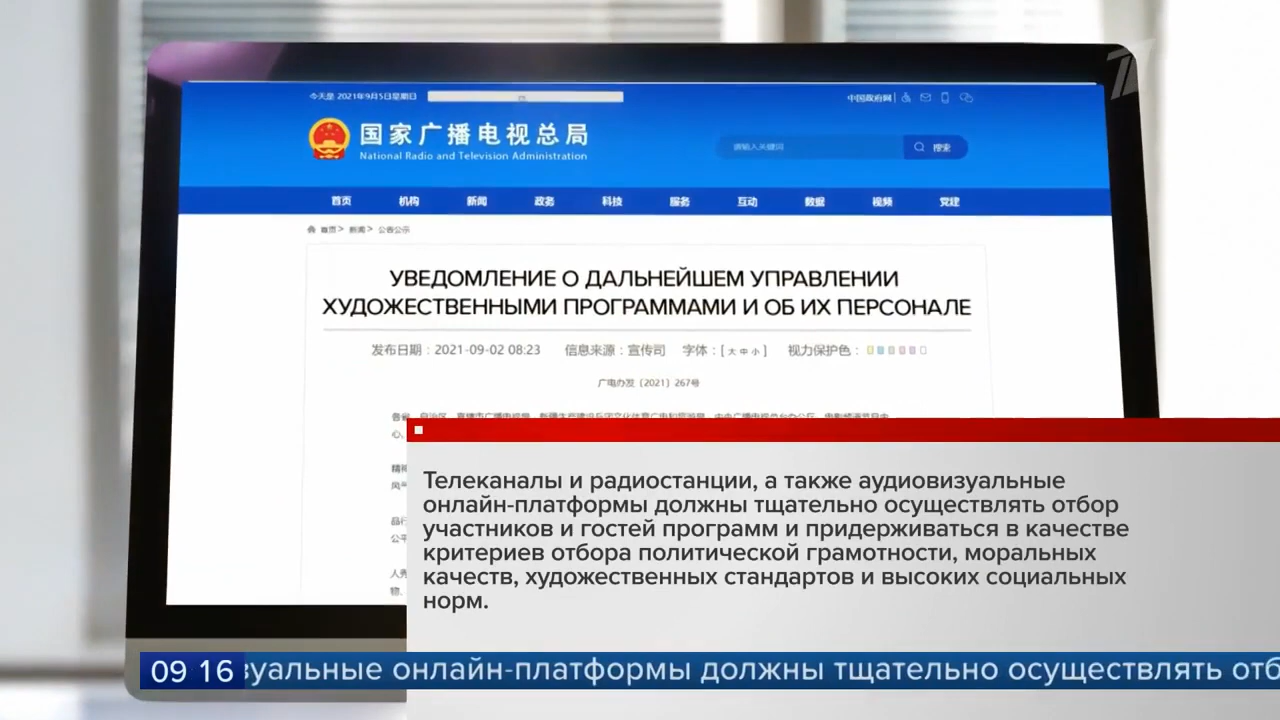 今天是 2021年9月5日星期日
中国政府网
国家广播电视总局
National Radio and Television Administration
请输入关键词
搜索
首页 机构 新闻 政务 科技 服务 互动 数据 视频 党建
首页> 新闻> 公告公示
УВЕДОМЛЕНИЕ О ДАЛЬНЕЙШЕМ УПРАВЛЕНИИ
ХУДОЖЕСТВЕННЫМИ ПРОГРАММАМИ И ОБ ИХ ПЕРСОНАЛЕ
发布日期：2021-09-02 08:23 信息来源：宣传司 字体：[ 大 中 小 ] 视力保护色：
广电办发〔2021〕267号
Телеканалы и радиостанции, а также аудиовизуальные
онлайн-платформы должны тщательно осуществлять отбор
участников и гостей программ и придерживаться в качестве
критериев отбора политической грамотности, моральных
качеств, художественных стандартов и высоких социальных
норм.
09 16 зуальные онлайн-платформы должны тщательно осуществлять отб